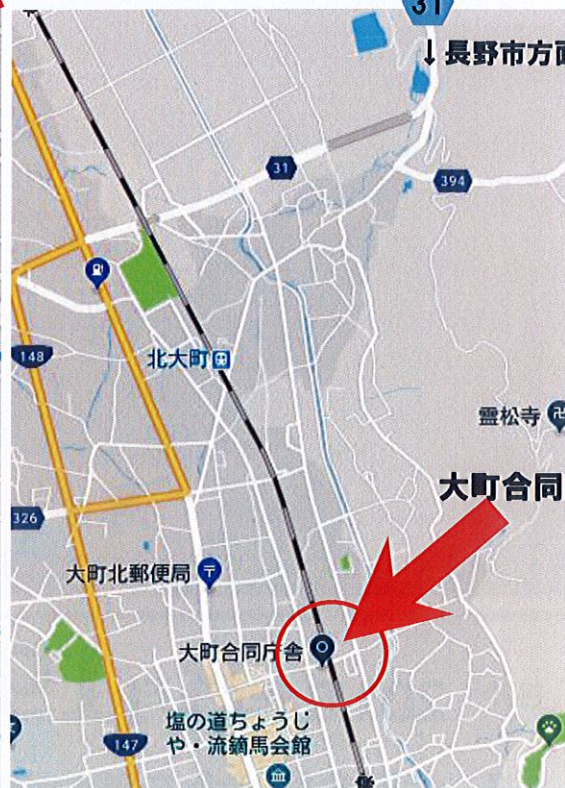 31
↓長野市方面
31
394
148
北大町
霊松寺
大町合同
326
大町北郵便局
大町合同庁舎
塩の道ちょうじ
や・流鏑馬会館
147